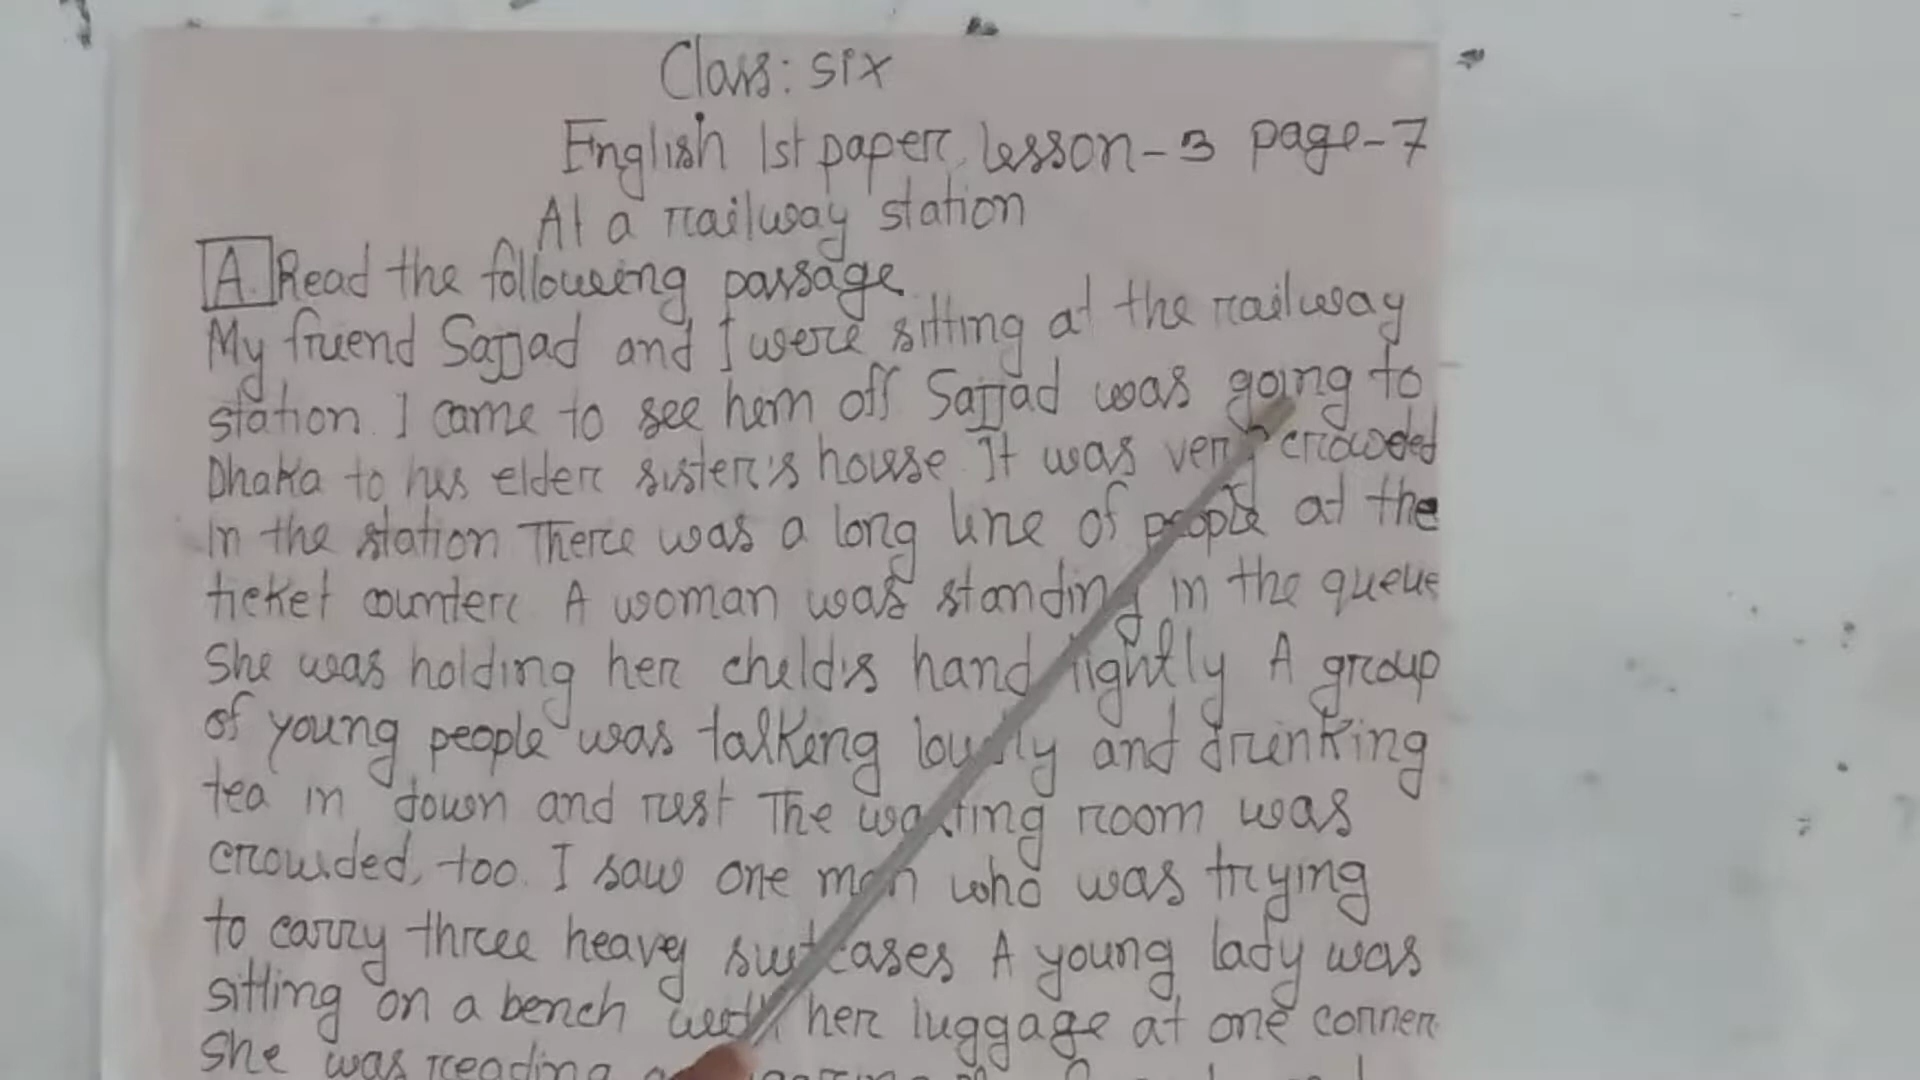 Class: six
English 1st paper, lesson-3 page-7
At a railway station
A. Read the following passage
My friend Sajjad and I were sitting at the railway
station. I came to see him off Sajjad was going to
Dhaka to his elder sister's house. It was very crowded
in the station There was a long line of people at the
ticket counter A woman was standing in the queue
She was holding her child's hand tightly A group
of young people was talking loudly and drinking
tea in down and rust The waiting room was
crowded, too. I saw one man who was trying
to carry three heavy suitcases A young lady was
sitting on a bench with her luggage at one corner
She was reading a